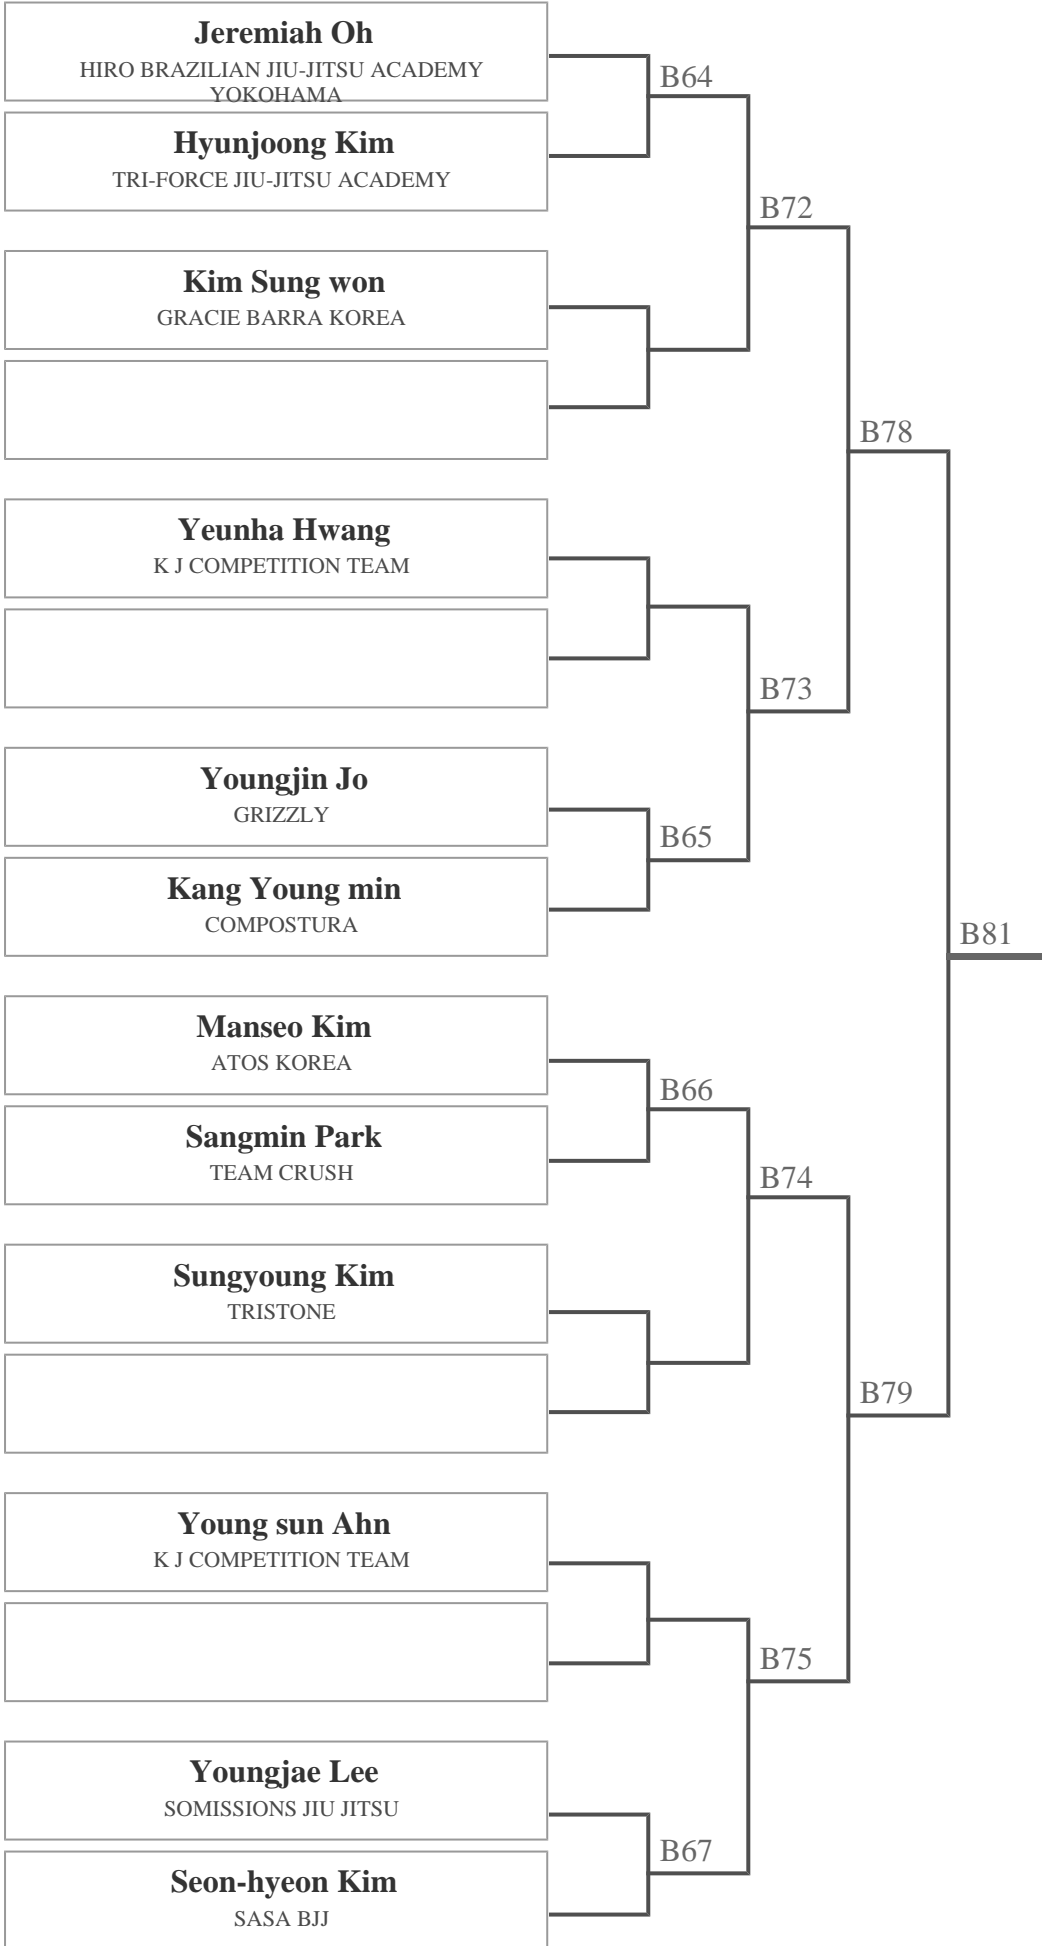 Jeremiah Oh
HIRO BRAZILIAN JIU-JITSU ACADEMY
YOKOHAMA
B64
Hyunjoong Kim
TRI-FORCE JIU-JITSU ACADEMY
B72
Kim Sung won
GRACIE BARRA KOREA
B78
Yeunha Hwang
K J COMPETITION TEAM
B73
Youngjin Jo
GRIZZLY
B65
Kang Young min
COMPOSTURA
B81
Manseo Kim
ATOS KOREA
B66
Sangmin Park
TEAM CRUSH
B74
Sungyoung Kim
TRISTONE
B79
Young sun Ahn
K J COMPETITION TEAM
B75
Youngjae Lee
SOMISSIONS JIU JITSU
B67
Seon-hyeon Kim
SASA BJJ